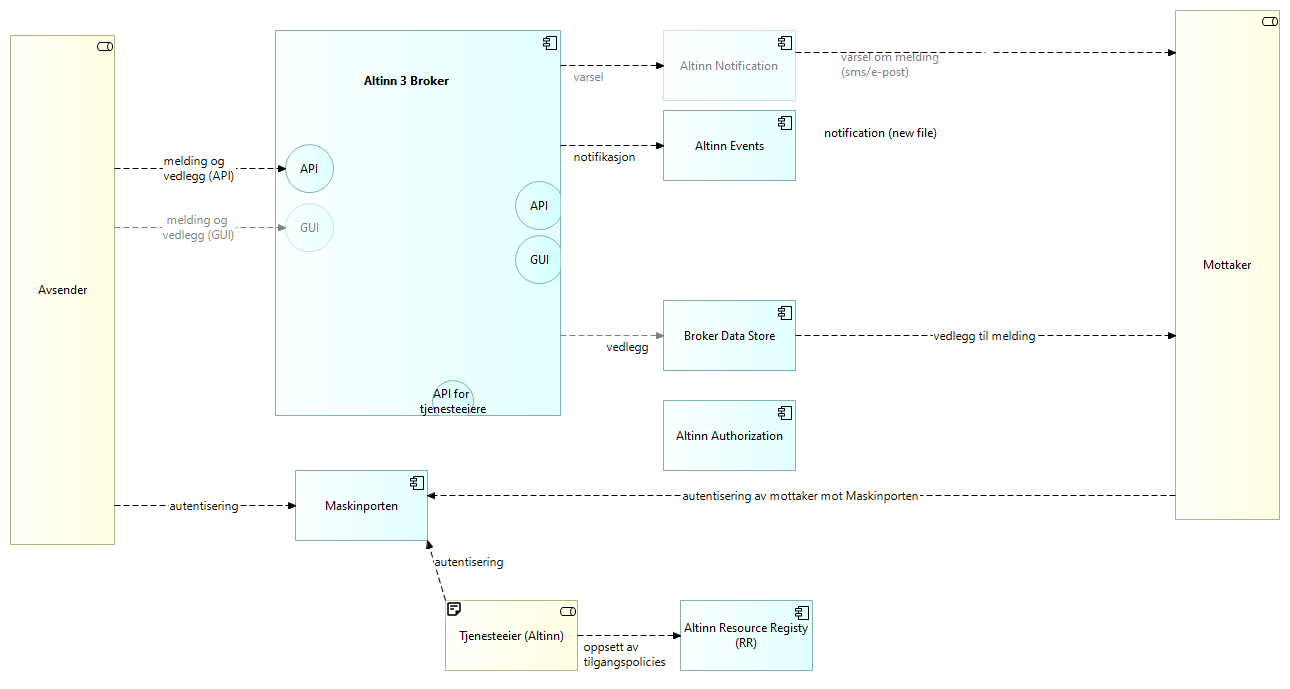 Altinn 3 Broker
Altinn Notification
varsel
varsel om melding
(sms/e-post)
Altinn Events
notifikasjon
notification (new file)
melding og
vedlegg (API)
API
melding og
vedlegg (GUI)
GUI
API
GUI
Avsender
Mottaker
Broker Data Store
vedlegg
vedlegg til melding
API for
tjenesteeiere
Altinn Authorization
autentisering
Maskinporten
autentisering av mottaker mot Maskinporten
autentisering
Tjenesteeier (Altinn)
oppsett av
tilgangspolicies
Altinn Resource Registy
(RR)